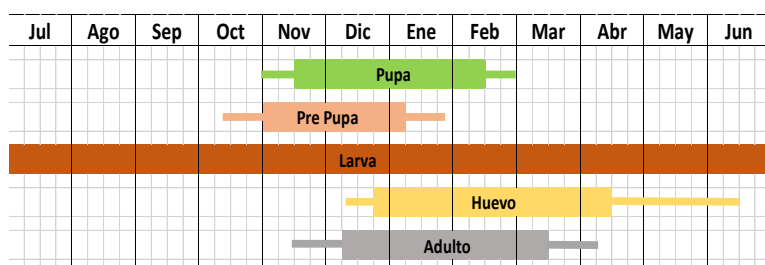 Jul Ago Sep Oct Nov Dic Ene Feb Mar Abr May Jun
Pupa
Pre Pupa
Larva
Huevo
Adulto